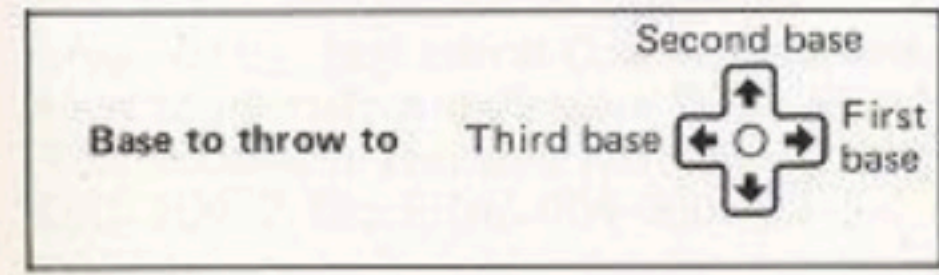 Second base
Base to throw to
Third base
First
base